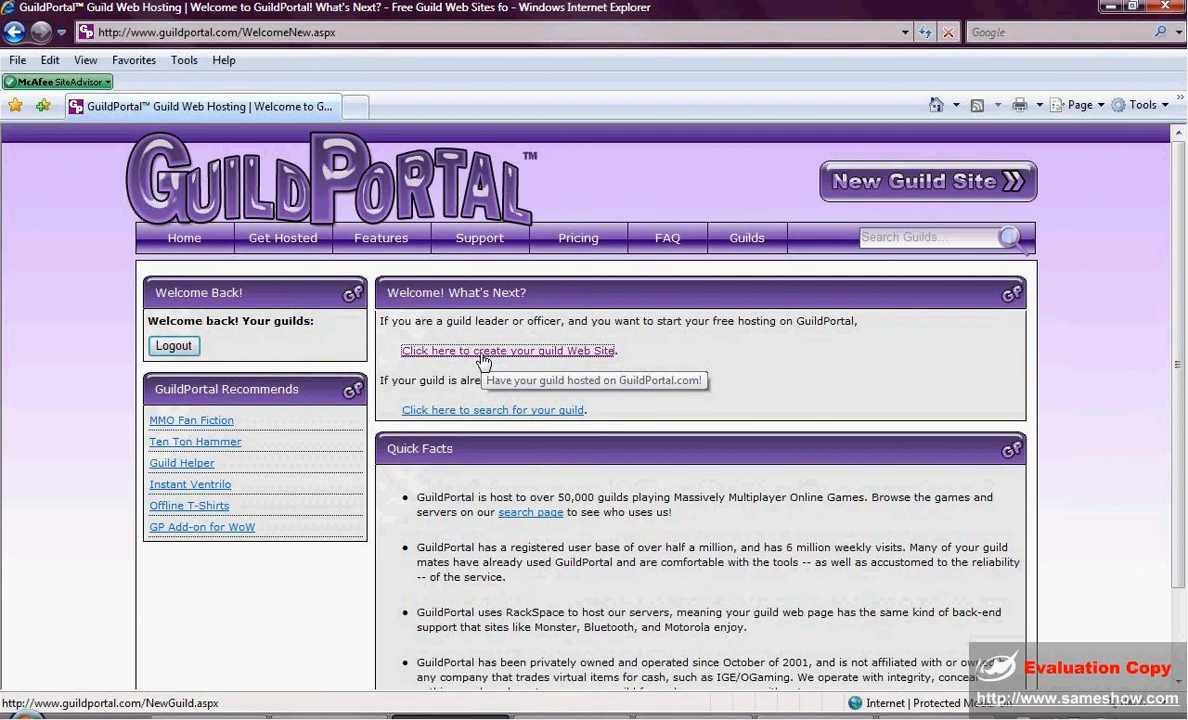 GuildPortal™ Guild Web Hosting | Welcome to GuildPortal! What's Next? - Free Guild Web Sites fo - Windows Internet Explorer
http://www.guildportal.com/WelcomeNew.aspx
Google
File Edit View Favorites Tools Help
McAfee SiteAdvisor
GuildPortal™ Guild Web Hosting | Welcome to G...
Page Tools
GUILDPORTAL™
New Guild Site
Home Get Hosted Features Support Pricing FAQ Guilds Search Guilds...
Welcome Back!
Welcome back! Your guilds:
Logout
GuildPortal Recommends
MMO Fan Fiction
Ten Ton Hammer
Guild Helper
Instant Ventrilo
Offline T-Shirts
GP Add-on for WoW
Welcome! What's Next?
If you are a guild leader or officer, and you want to start your free hosting on GuildPortal,
Click here to create your guild Web Site.
If your guild is alre
Have your guild hosted on GuildPortal.com!
Click here to search for your guild.
Quick Facts
• GuildPortal is host to over 50,000 guilds playing Massively Multiplayer Online Games. Browse the games and
servers on our search page to see who uses us!
• GuildPortal has a registered user base of over half a million, and has 6 million weekly visits. Many of your guild
mates have already used GuildPortal and are comfortable with the tools -- as well as accustomed to the reliability
-- of the service.
• GuildPortal uses RackSpace to host our servers, meaning your guild web page has the same kind of back-end
support that sites like Monster, Bluetooth, and Motorola enjoy.
• GuildPortal has been privately owned and operated since October of 2001, and is not affiliated with or
any company that trades virtual items for cash, such as IGE/OGaming. We operate with integrity,
Evaluation Copy
http://www.sameshow.com
http://www.guildportal.com/NewGuild.aspx
Internet | Protected